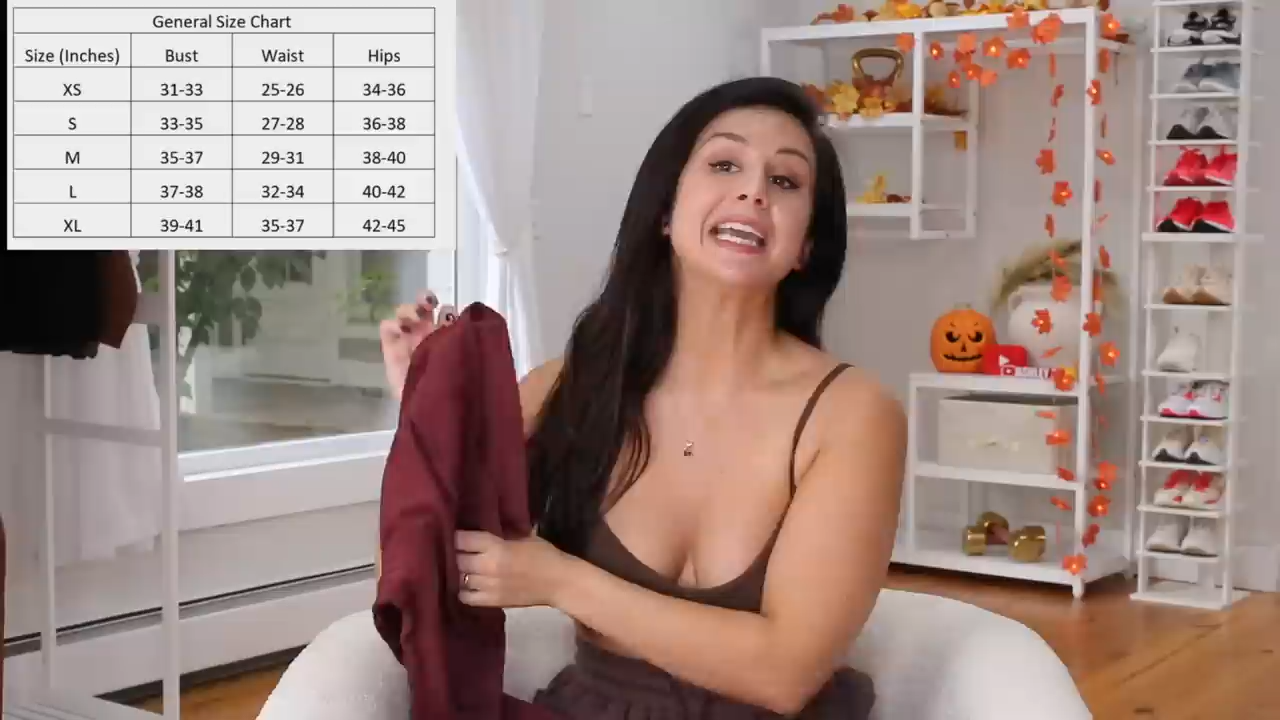 General Size Chart
Size (Inches) Bust Waist Hips
XS 31-33 25-26 34-36
S 33-35 27-28 36-38
M 35-37 29-31 38-40
L 37-38 32-34 40-42
XL 39-41 35-37 42-45